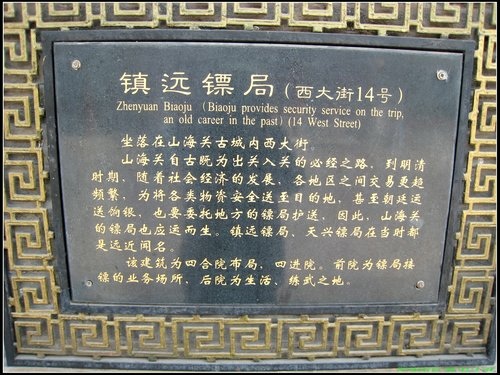 镇远镖局(西大街14号)
Zhenyuan Biaoju (Biaoju provides security service on the trip,
an old career in the past) (14 West Street)
坐落在山海关古城内西大街。
山海关自古既为出关入关的必经之路,到明清
时期,随着社会经济的发展,各地区之间交易更趋
频繁,为将各类物资安全送至目的地,甚至朝廷运
送饷银,也要委托地方的镖局护送,因此,山海关
的镖局也应运而生。镇远镖局、天兴镖局在当时都
是远近闻名。
该建筑为四合院布局,四进院。前院为镖局接
镖的业务场所,后院为生活、练武之地。